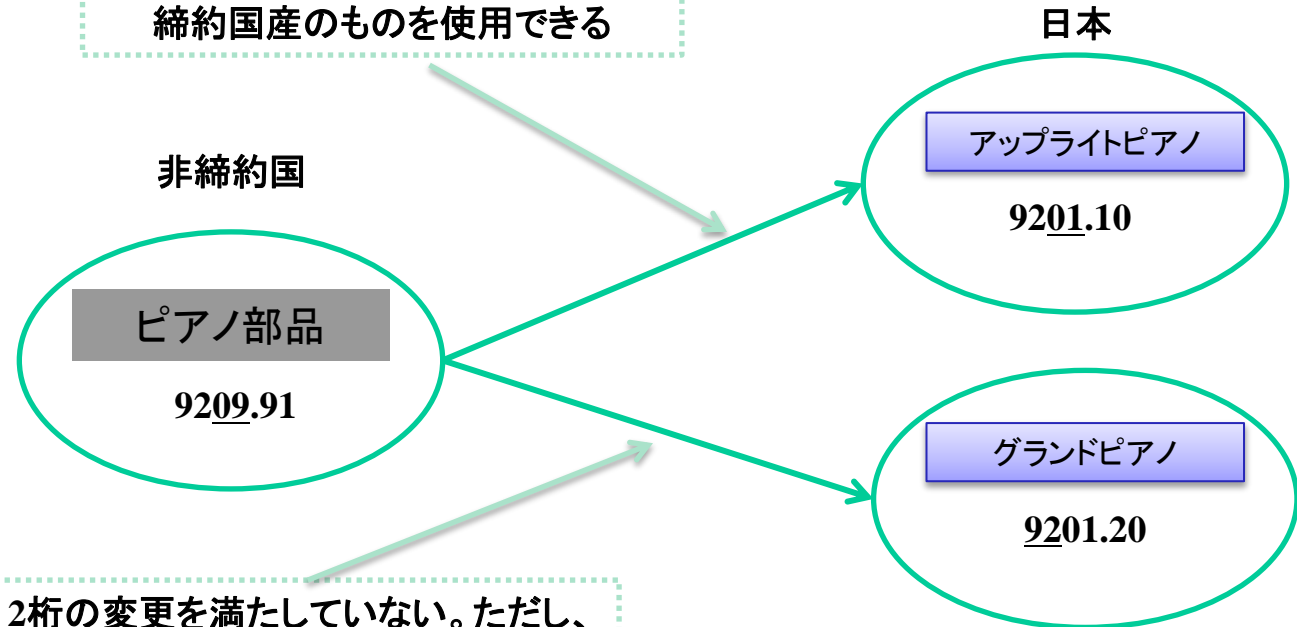 締約国産のものを使用できる
日本
アップライトピアノ
9201.10
非締約国
ピアノ部品
9209.91
グランドピアノ
9201.20
2桁の変更を満たしていない。ただし、